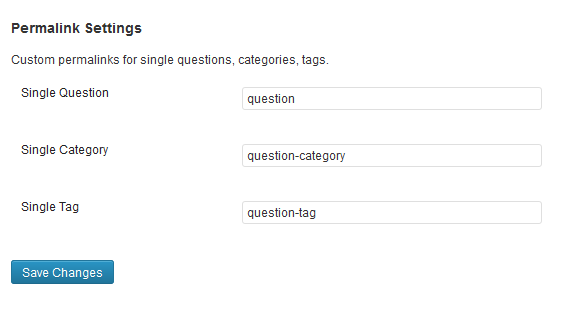 Permalink Settings
Custom permalinks for single questions, categories, tags.
Single Question
question
Single Category
question-category
Single Tag
question-tag
Save Changes